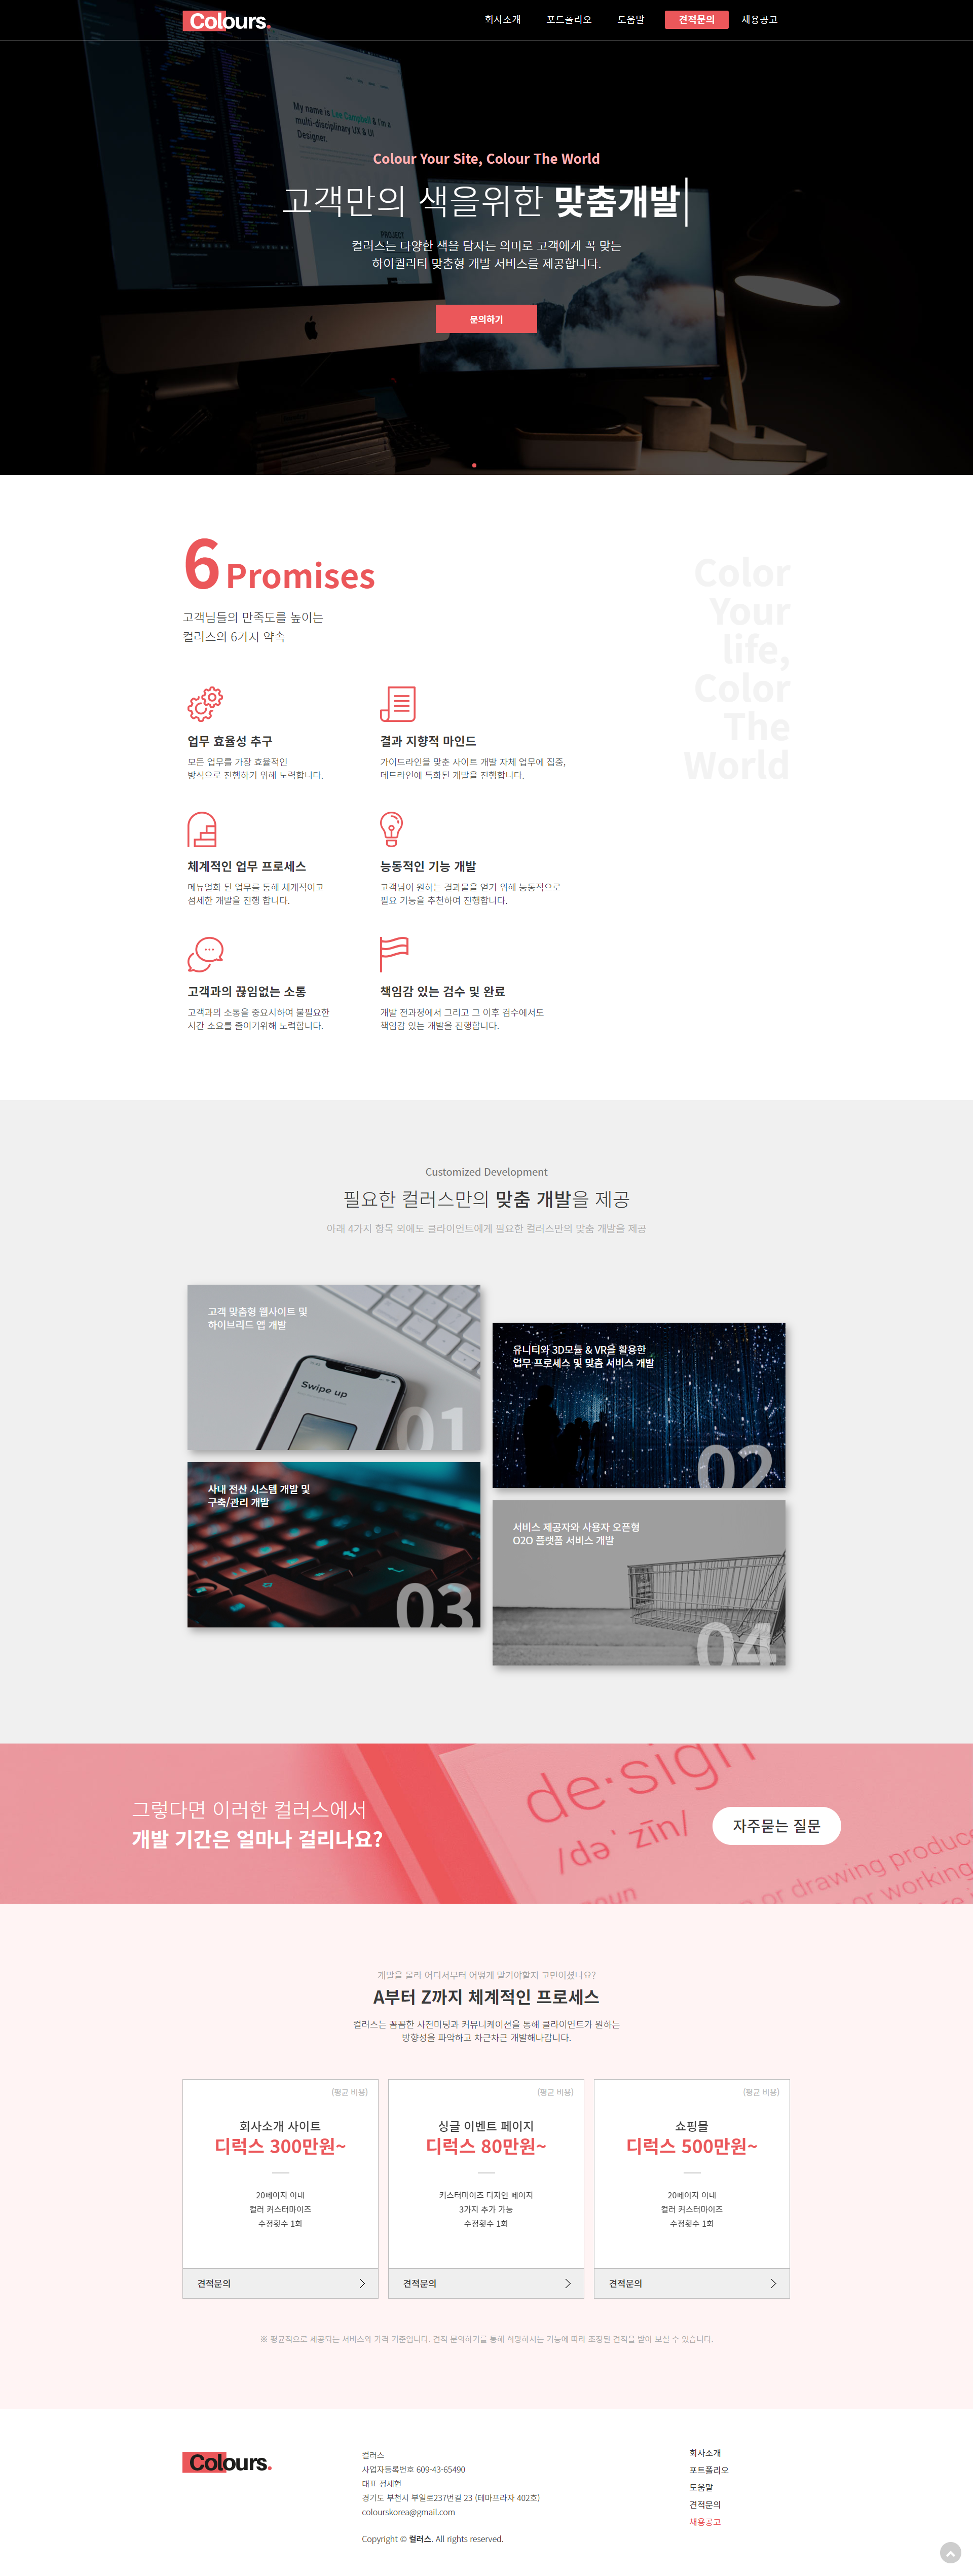 Colours.
회사소개
포트폴리오
도움말
견적문의
채용공고
My name is Lee Campbell & I'm a
multi-disciplinary UX & UI
Designer.
Colour Your Site, Colour The World
고객만의 색을위한 맞춤개발
PROJECT
컬러스는 다양한 색을 담자는 의미로 고객에게 꼭 맞는
하이퀄리티 맞춤형 개발 서비스를 제공합니다.
문의하기
6 Promises
고객님들의 만족도를 높이는
컬러스의 6가지 약속
Color
Your
life,
Color
The
World
업무 효율성 추구
모든 업무를 가장 효율적인
방식으로 진행하기 위해 노력합니다.
결과 지향적 마인드
가이드라인을 맞춘 사이트 개발 자체 업무에 집중,
데드라인에 특화된 개발을 진행합니다.
체계적인 업무 프로세스
메뉴얼화 된 업무를 통해 체계적이고
섬세한 개발을 진행 합니다.
능동적인 기능 개발
고객님이 원하는 결과물을 얻기 위해 능동적으로
필요 기능을 추천하여 진행합니다.
고객과의 끊임없는 소통
고객과의 소통을 중요시하여 불필요한
시간 소요를 줄이기위해 노력합니다.
책임감 있는 검수 및 완료
개발 전과정에서 그리고 그 이후 검수에서도
책임감 있는 개발을 진행합니다.
Customized Development
필요한 컬러스만의 맞춤 개발을 제공
아래 4가지 항목 외에도 클라이언트에게 필요한 컬러스만의 맞춤 개발을 제공
고객 맞춤형 웹사이트 및
하이브리드 앱 개발
Swipe up
01
유니티와 3D모듈 & VR을 활용한
업무 프로세스 및 맞춤 서비스 개발
02
사내 전산 시스템 개발 및
구축/관리 개발
03
서비스 제공자와 사용자 오픈형
O2O 플랫폼 서비스 개발
04
그렇다면 이러한 컬러스에서
개발 기간은 얼마나 걸리나요?
de·sign
/dəˈ zīn/
noun
or drawing produce
or working
자주묻는 질문
개발을 몰라 어디서부터 어떻게 맡겨야할지 고민이셨나요?
A부터 Z까지 체계적인 프로세스
컬러스는 꼼꼼한 사전미팅과 커뮤니케이션을 통해 클라이언트가 원하는
방향성을 파악하고 차근차근 개발해나갑니다.
(평균 비용)
회사소개 사이트
디럭스 300만원~
20페이지 이내
컬러 커스터마이즈
수정횟수 1회
견적문의
(평균 비용)
싱글 이벤트 페이지
디럭스 80만원~
커스터마이즈 디자인 페이지
3가지 추가 가능
수정횟수 1회
견적문의
(평균 비용)
쇼핑몰
디럭스 500만원~
20페이지 이내
컬러 커스터마이즈
수정횟수 1회
견적문의
※ 평균적으로 제공되는 서비스와 가격 기준입니다. 견적 문의하기를 통해 희망하시는 기능에 따라 조정된 견적을 받아 보실 수 있습니다.
Colours.
컬러스
사업자등록번호 609-43-65490
대표 정세현
경기도 부천시 부일로237번길 23 (테마프라자 402호)
colourskorea@gmail.com
Copyright © 컬러스. All rights reserved.
회사소개
포트폴리오
도움말
견적문의
채용공고